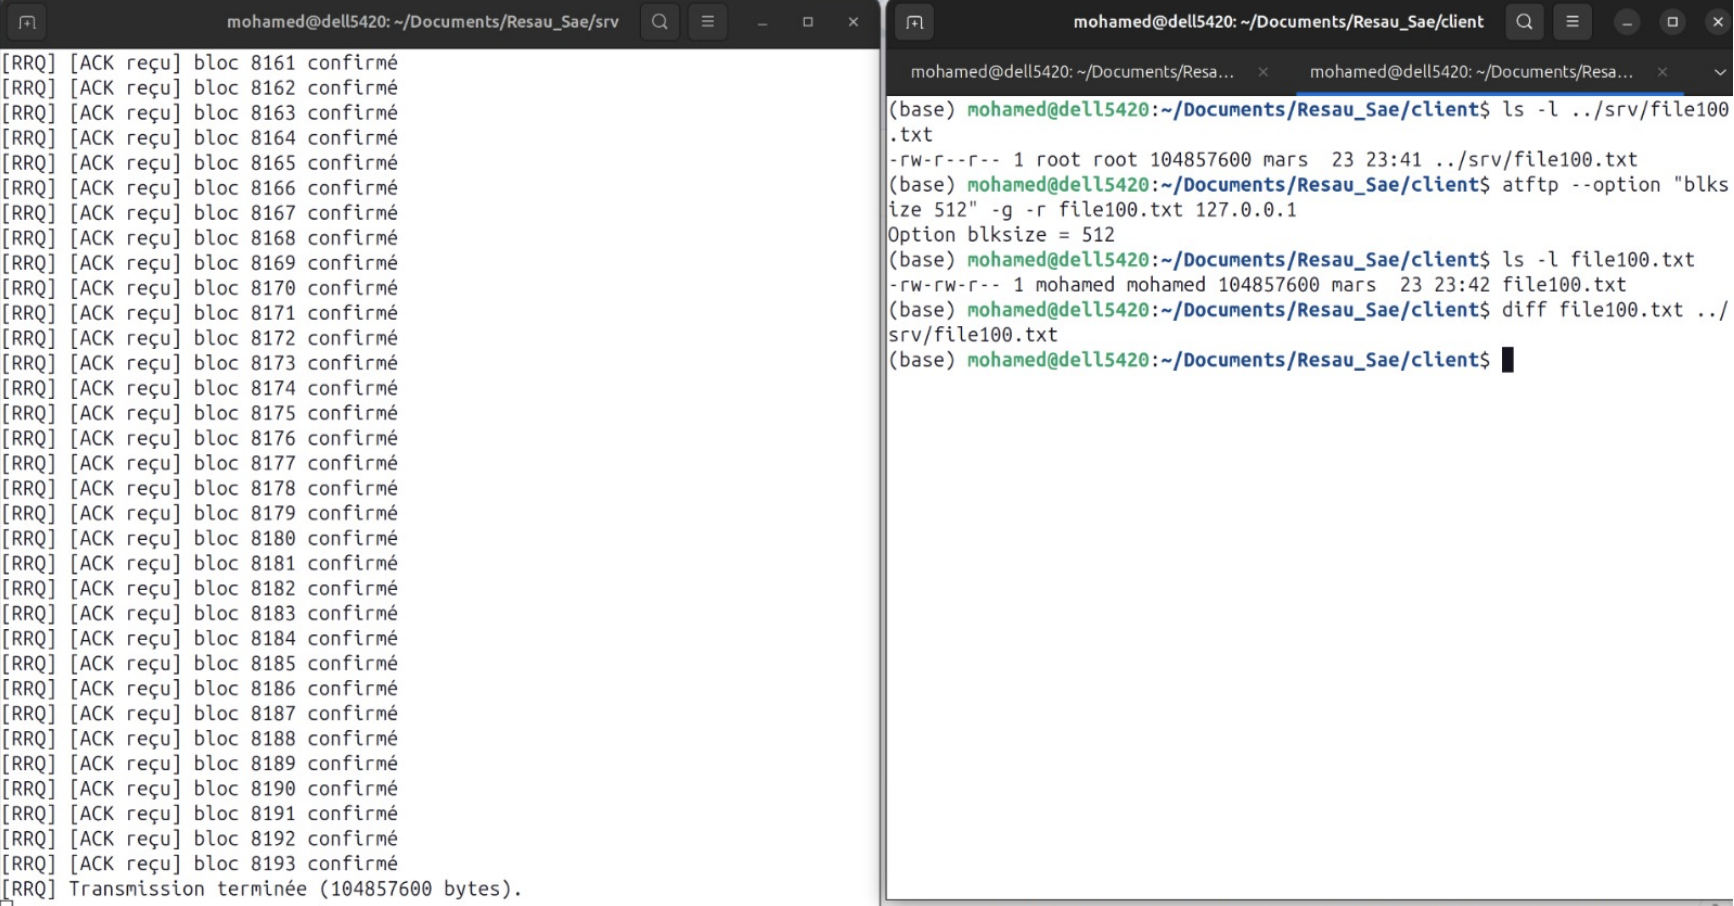 mohamed@dell5420: ~/Documents/Resau_Sae/srv
[RRQ] [ACK reçu] bloc 8161 confirmé
[RRQ] [ACK reçu] bloc 8162 confirmé
[RRQ] [ACK reçu] bloc 8163 confirmé
[RRQ] [ACK reçu] bloc 8164 confirmé
[RRQ] [ACK reçu] bloc 8165 confirmé
[RRQ] [ACK reçu] bloc 8166 confirmé
[RRQ] [ACK reçu] bloc 8167 confirmé
[RRQ] [ACK reçu] bloc 8168 confirmé
[RRQ] [ACK reçu] bloc 8169 confirmé
[RRQ] [ACK reçu] bloc 8170 confirmé
[RRQ] [ACK reçu] bloc 8171 confirmé
[RRQ] [ACK reçu] bloc 8172 confirmé
[RRQ] [ACK reçu] bloc 8173 confirmé
[RRQ] [ACK reçu] bloc 8174 confirmé
[RRQ] [ACK reçu] bloc 8175 confirmé
[RRQ] [ACK reçu] bloc 8176 confirmé
[RRQ] [ACK reçu] bloc 8177 confirmé
[RRQ] [ACK reçu] bloc 8178 confirmé
[RRQ] [ACK reçu] bloc 8179 confirmé
[RRQ] [ACK reçu] bloc 8180 confirmé
[RRQ] [ACK reçu] bloc 8181 confirmé
[RRQ] [ACK reçu] bloc 8182 confirmé
[RRQ] [ACK reçu] bloc 8183 confirmé
[RRQ] [ACK reçu] bloc 8184 confirmé
[RRQ] [ACK reçu] bloc 8185 confirmé
[RRQ] [ACK reçu] bloc 8186 confirmé
[RRQ] [ACK reçu] bloc 8187 confirmé
[RRQ] [ACK reçu] bloc 8188 confirmé
[RRQ] [ACK reçu] bloc 8189 confirmé
[RRQ] [ACK reçu] bloc 8190 confirmé
[RRQ] [ACK reçu] bloc 8191 confirmé
[RRQ] [ACK reçu] bloc 8192 confirmé
[RRQ] [ACK reçu] bloc 8193 confirmé
[RRQ] Transmission terminée (104857600 bytes).
mohamed@dell5420: ~/Documents/Resau_Sae/client
mohamed@dell5420: ~/Documents/Resa... mohamed@dell5420: ~/Documents/Resa...
(base) mohamed@dell5420:~/Documents/Resau_Sae/client$ ls -l ../srv/file100
.txt
-rw-r--r-- 1 root root 104857600 mars  23 23:41 ../srv/file100.txt
(base) mohamed@dell5420:~/Documents/Resau_Sae/client$ atftp --option "blks
ize 512" -g -r file100.txt 127.0.0.1
Option blksize = 512
(base) mohamed@dell5420:~/Documents/Resau_Sae/client$ ls -l file100.txt
-rw-rw-r-- 1 mohamed mohamed 104857600 mars  23 23:42 file100.txt
(base) mohamed@dell5420:~/Documents/Resau_Sae/client$ diff file100.txt ../
srv/file100.txt
(base) mohamed@dell5420:~/Documents/Resau_Sae/client$